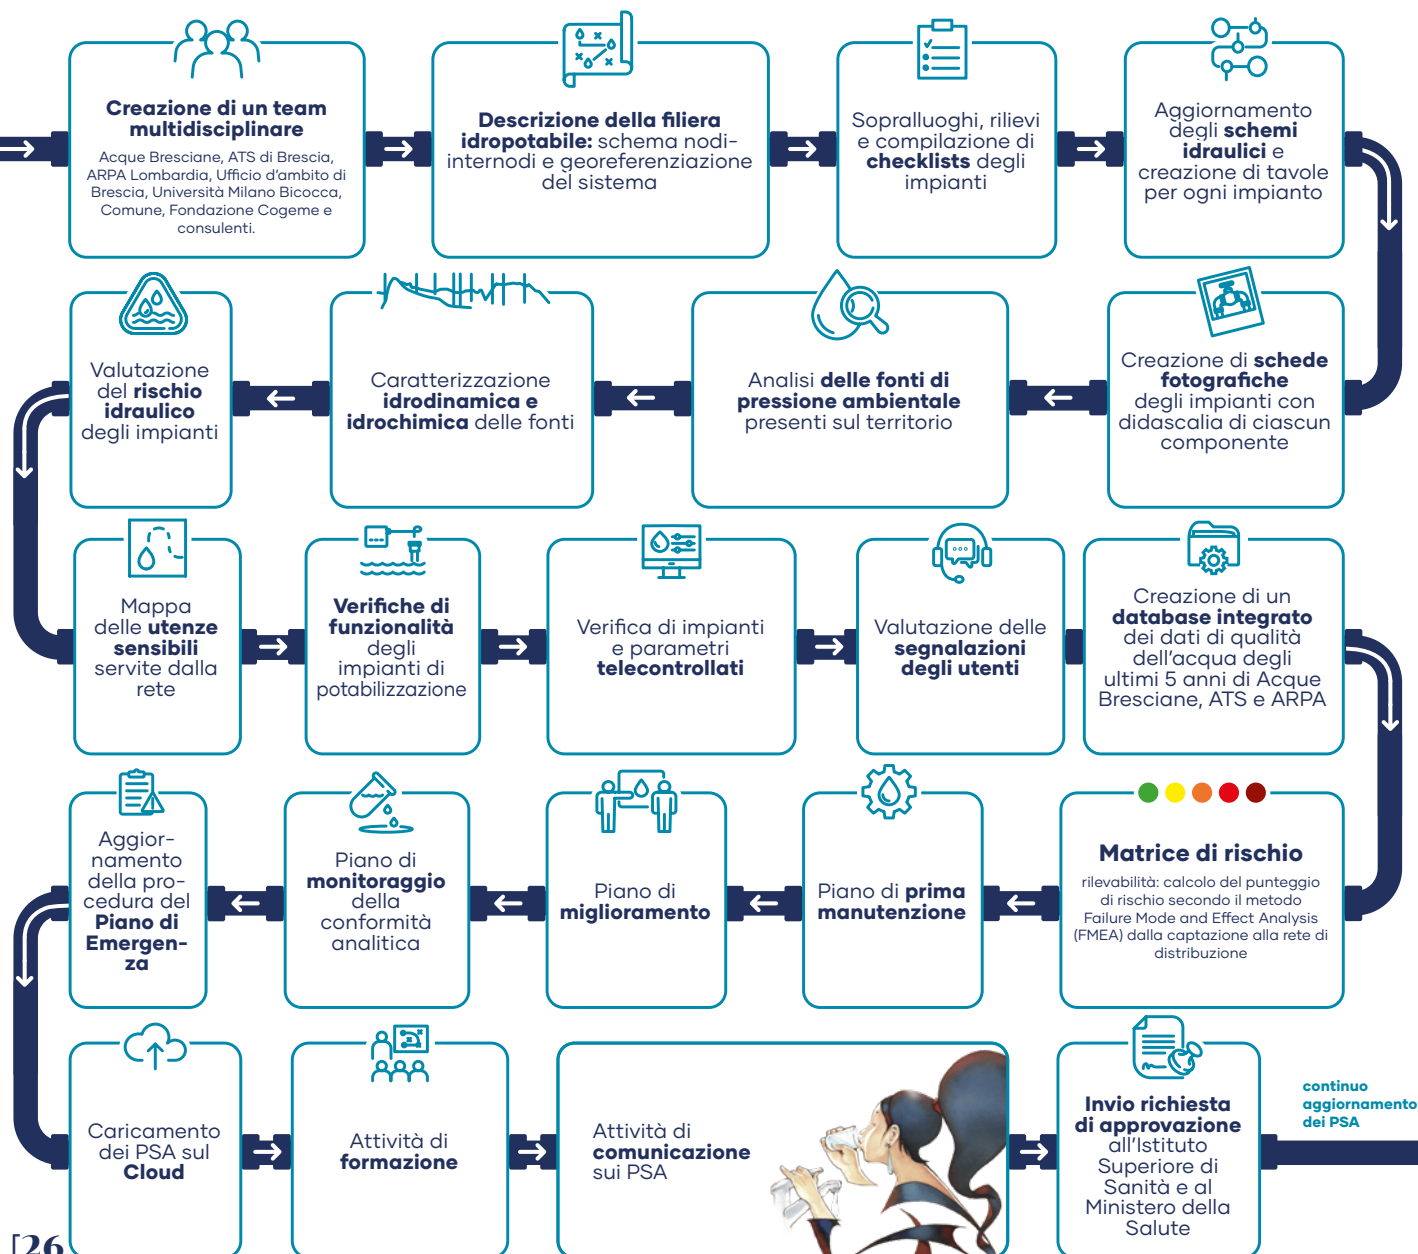 Creazione di un team
multidisciplinare
Acque Bresciane, ATS di Brescia,
ARPA Lombardia, Ufficio d'ambito di
Brescia, Università Milano Bicocca,
Comune, Fondazione Cogeme e
consulenti.
Descrizione della filiera
idropotabile: schema nodi-
internodi e georeferenziazione
del sistema
Sopralluoghi, rilievi
e compilazione di
checklists degli
impianti
Aggiornamento
degli schemi
idraulici e
creazione di tavole
per ogni impianto
Creazione di schede
fotografiche
degli impianti con
didascalia di ciascun
componente
Analisi delle fonti di
pressione ambientale
presenti sul territorio
Caratterizzazione
idrodinamica e
idrochimica delle fonti
Valutazione
del rischio
idraulico
degli impianti
Mappa
delle utenze
sensibili
servite dalla
rete
Verifiche di
funzionalità
degli
impianti di
potabilizzazione
Verifica di impianti
e parametri
telecontrollati
Valutazione delle
segnalazioni
degli utenti
Creazione di un
database integrato
dei dati di qualità
dell'acqua degli
ultimi 5 anni di Acque
Bresciane, ATS e ARPA
Matrice di rischio
rilevabilità: calcolo del punteggio
di rischio secondo il metodo
Failure Mode and Effect Analysis
(FMEA) dalla captazione alla rete di
distribuzione
Piano di prima
manutenzione
Piano di
miglioramento
Piano di
monitoraggio
della
conformità
analitica
Aggior-
namento
della pro-
cedura del
Piano di
Emergen-
za
Caricamento
dei PSA sul
Cloud
Attività di
formazione
Attività di
comunicazione
sui PSA
Invio richiesta
di approvazione
all'Istituto
Superiore di
Sanità e al
Ministero della
Salute
continuo
aggiornamento
dei PSA
[26